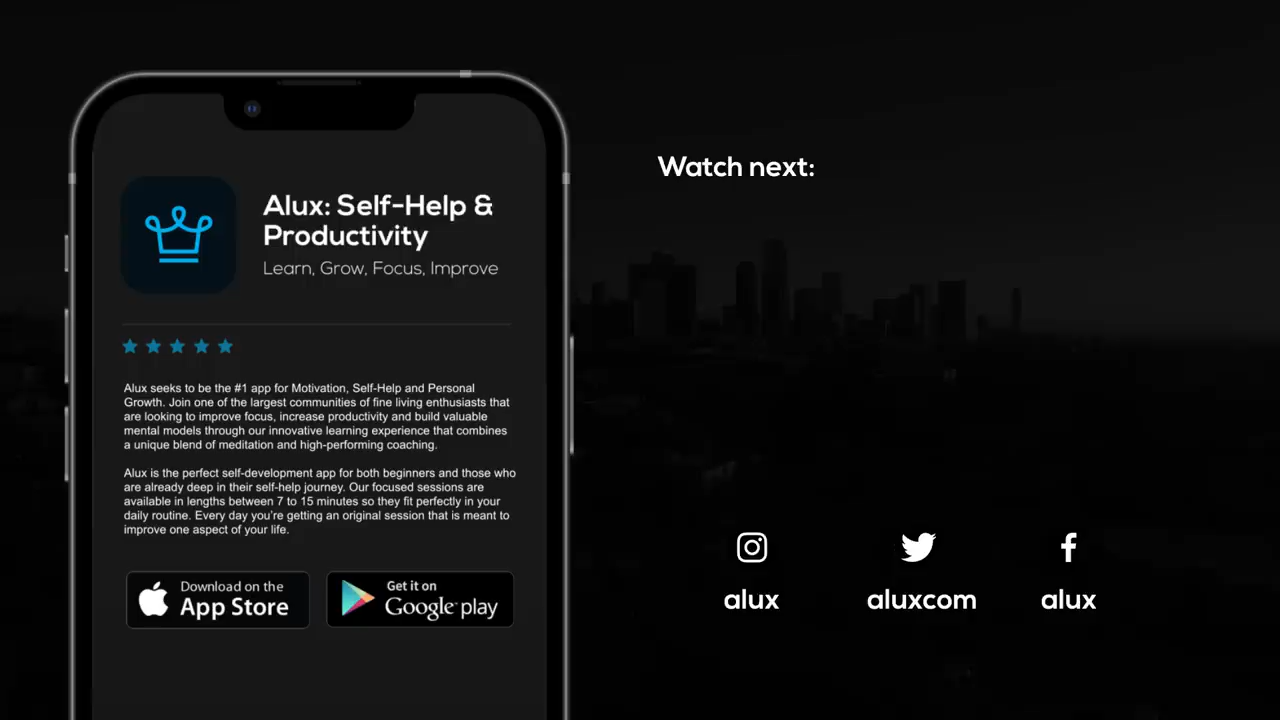 Alux: Self-Help &
Productivity
Learn, Grow, Focus, Improve
Alux seeks to be the #1 app for Motivation, Self-Help and Personal
Growth. Join one of the largest communities of fine living enthusiasts that
are looking to improve focus, increase productivity and build valuable
mental models through our innovative learning experience that combines
a unique blend of meditation and high-performing coaching.
Alux is the perfect self-development app for both beginners and those who
are already deep in their self-help journey. Our focused sessions are
available in lengths between 7 to 15 minutes so they fit perfectly in your
daily routine. Every day you're getting an original session that is meant to
improve one aspect of your life.
Download on the
App Store
Get it on
Google play
Watch next:
alux
aluxcom
alux